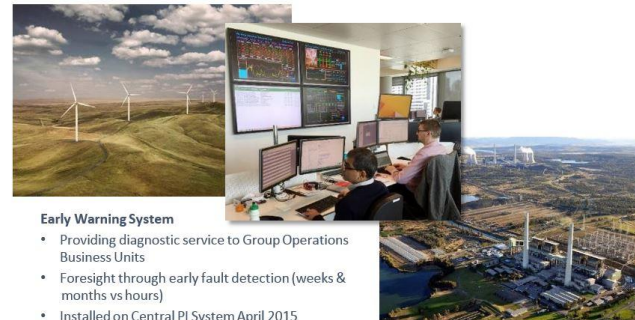 Early Warning System
• Providing diagnostic service to Group Operations
Business Units
• Foresight through early fault detection (weeks &
months vs hours)
• Installed on Central PI System April 2015